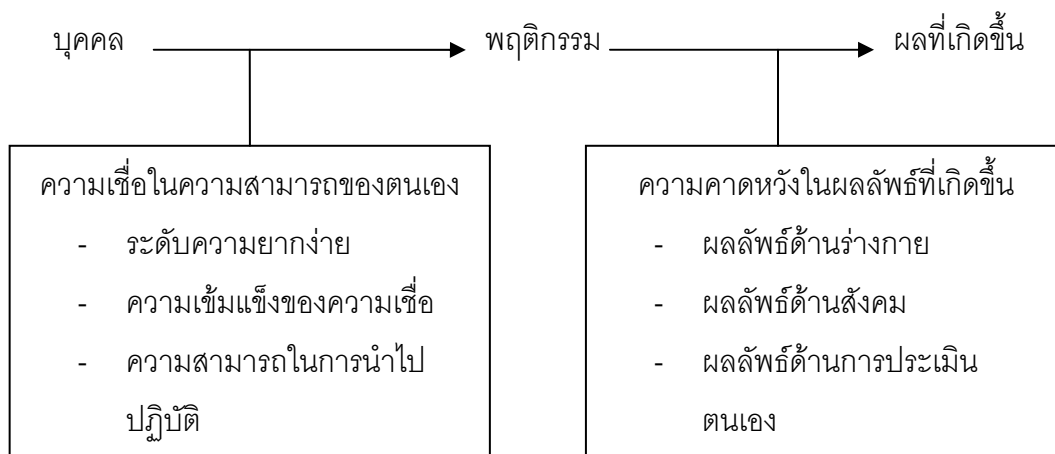 บุคคล พฤติกรรม ผลที่เกิดขึ้น
ความเชื่อในความสามารถของตนเอง
- ระดับความยากง่าย
- ความเข้มแข็งของความเชื่อ
- ความสามารถในการนำไป
ปฏิบัติ
ความคาดหวังในผลลัพธ์ที่เกิดขึ้น
- ผลลัพธ์ด้านร่างกาย
- ผลลัพธ์ด้านสังคม
- ผลลัพธ์ด้านการประเมิน
ตนเอง